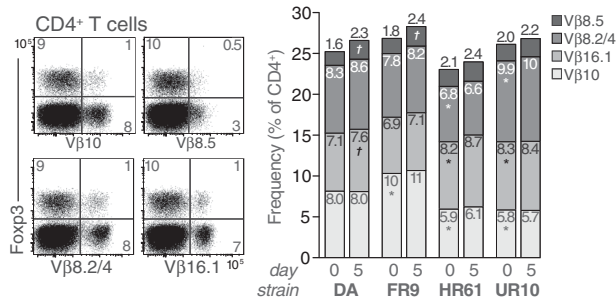 CD4+ T cells
10⁵
9 1
8
Vβ10
10 0.5
3
Vβ8.5
9 1
8
Vβ8.2/4
10 1
7
Vβ16.1 10⁵
Foxp3
Frequency (% of CD4+)
30
25
20
15
10
5.0
0
Vβ8.5
Vβ8.2/4
Vβ16.1
Vβ10
1.6 2.3 1.8 2.4 2.1 2.4 2.0 2.2
† †
8.3 8.6 7.8 8.2 6.8 6.6 9.9 10
* *
7.1 7.6 6.9 7.1 8.2 8.7 8.3 8.4
† * *
8.0 8.0 10 11 5.9 6.1 5.8 5.7
* * *
day 0 5 0 5 0 5 0 5
strain DA FR9 HR61 UR10